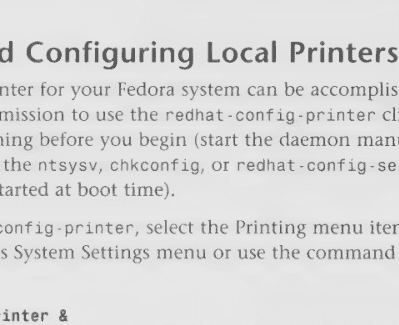 d Configuring Local Printers
nter for your Fedora system can be accomplis
mission to use the redhat-config-printer cli
ning before you begin (start the daemon manu
the ntsysv, chkconfig, or redhat-config-se
tarted at boot time).
config-printer, select the Printing menu item
s System Settings menu or use the command
inter &